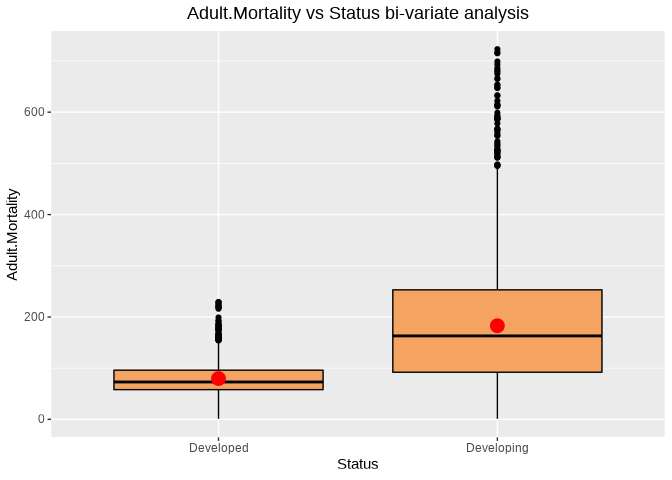 Adult.Mortality vs Status bi-variate analysis
Adult.Mortality
600
400
200
0
Developed
Developing
Status